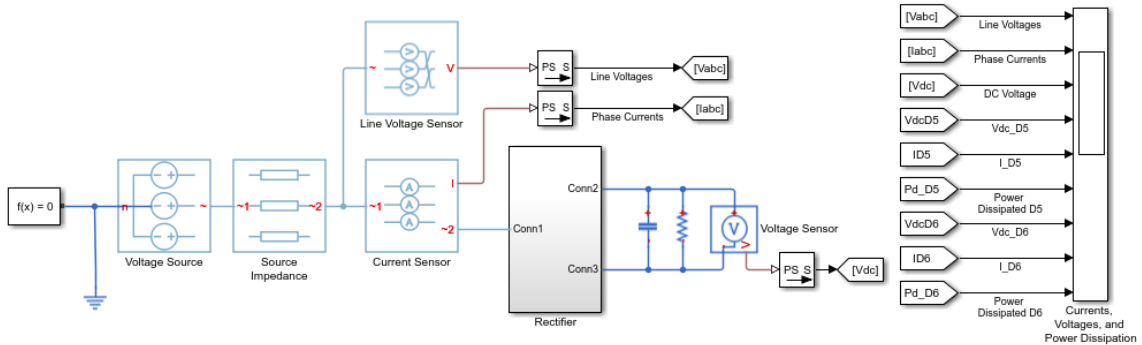 f(x) = 0
n
~
Voltage Source
~1
~2
Source
Impedance
V
V
V
~
V
Line Voltage Sensor
A
A
A
~1
I
~2
Current Sensor
PS S
Line Voltages
[Vabc]
PS S
Phase Currents
[Iabc]
Conn1
Conn2
Conn3
Rectifier
+
+
+
V
V
Voltage Sensor
PS S
[Vdc]
[Vabc]
Line Voltages
[Iabc]
Phase Currents
[Vdc]
DC Voltage
VdcD5
Vdc_D5
ID5
I_D5
Pd_D5
Power
Dissipated D5
VdcD6
Vdc_D6
ID6
I_D6
Pd_D6
Power
Dissipated D6
Currents,
Voltages, and
Power Dissipation